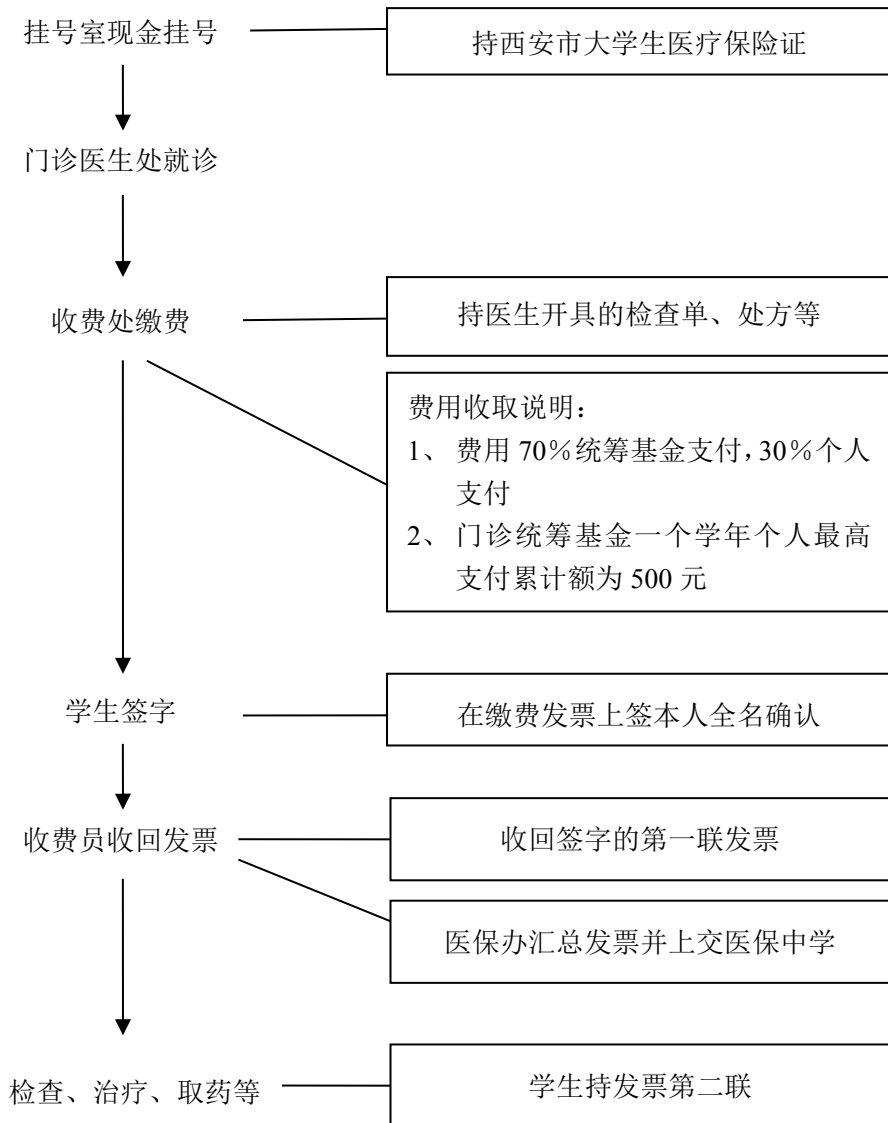 挂号室现金挂号
持西安市大学生医疗保险证
门诊医生处就诊
收费处缴费
持医生开具的检查单、处方等
费用收取说明：
1、 费用 70％统筹基金支付，30％个人
支付
2、 门诊统筹基金一个学年个人最高
支付累计额为 500 元
学生签字
在缴费发票上签本人全名确认
收费员收回发票
收回签字的第一联发票
医保办汇总发票并上交医保中学
检查、治疗、取药等
学生持发票第二联